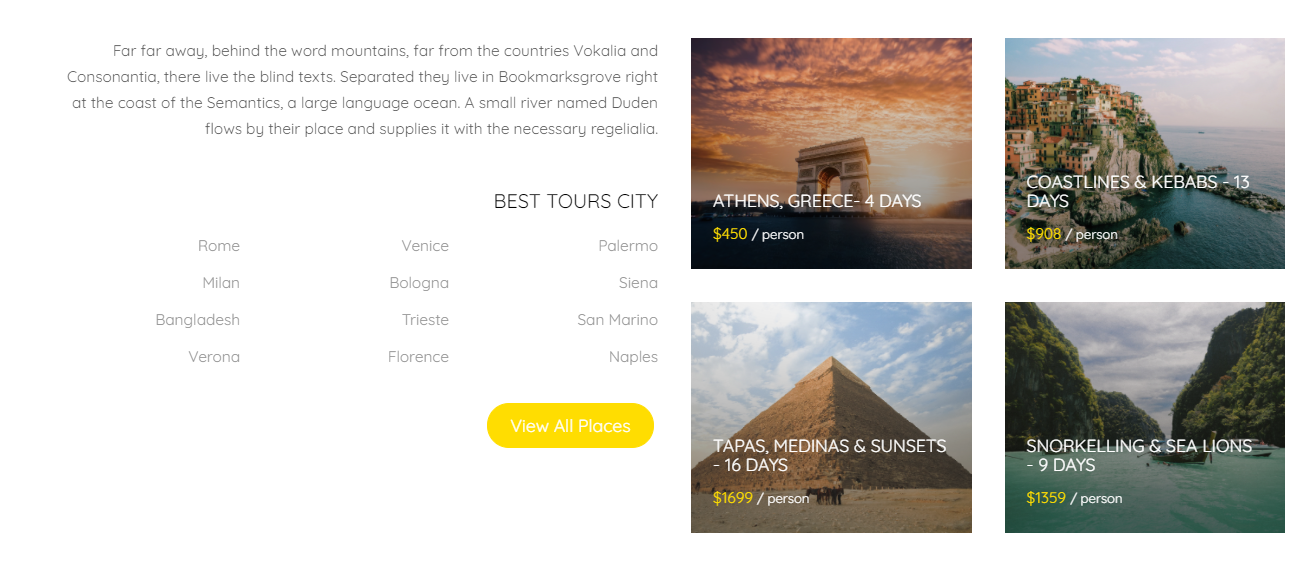 Far far away, behind the word mountains, far from the countries Vokalia and
Consonantia, there live the blind texts. Separated they live in Bookmarksgrove right
at the coast of the Semantics, a large language ocean. A small river named Duden
flows by their place and supplies it with the necessary regelialia.
BEST TOURS CITY
Rome Venice Palermo
Milan Bologna Siena
Bangladesh Trieste San Marino
Verona Florence Naples
View All Places
ATHENS, GREECE- 4 DAYS
$450 / person
COASTLINES & KEBABS - 13
DAYS
$908 / person
TAPAS, MEDINAS & SUNSETS
- 16 DAYS
$1699 / person
SNORKELLING & SEA LIONS
- 9 DAYS
$1359 / person